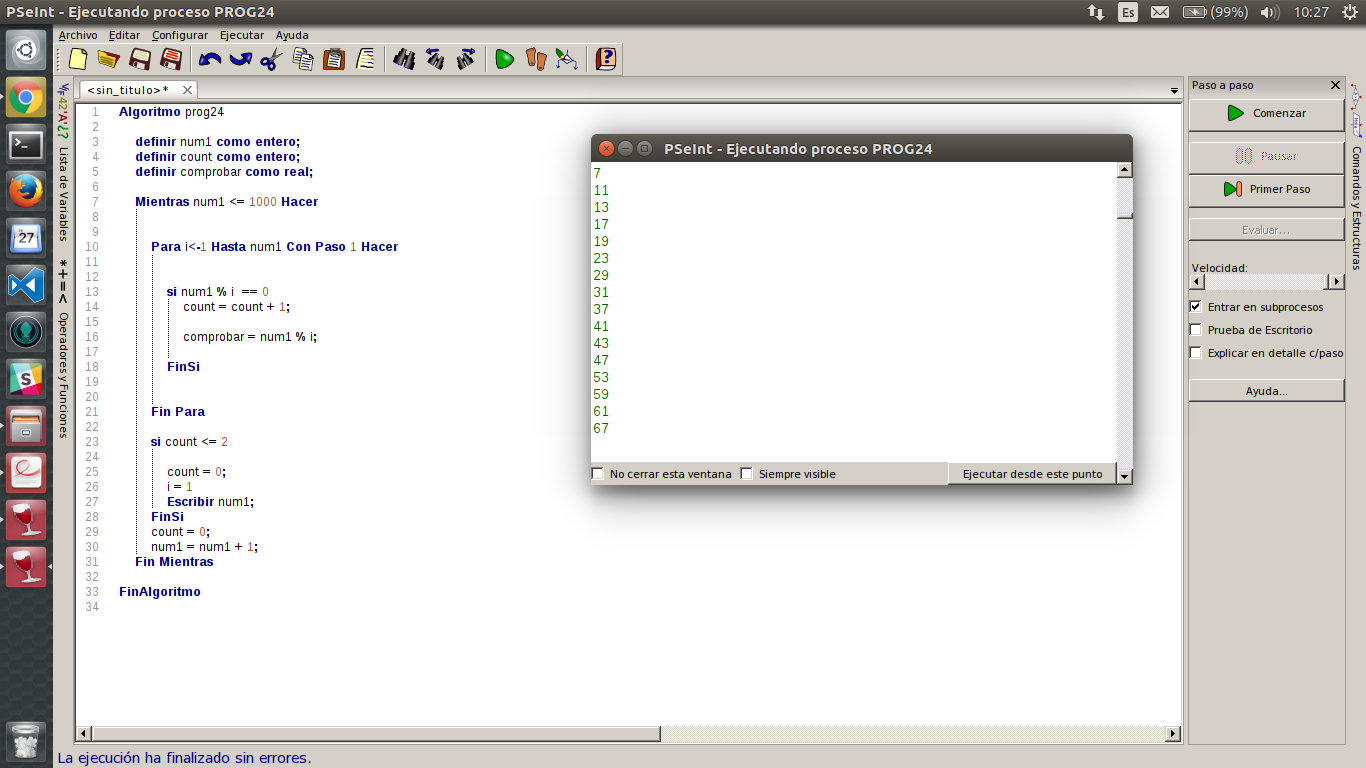 PSeInt - Ejecutando proceso PROG24
Es
(99%)
10:27
Archivo Editar Configurar Ejecutar Ayuda
<sin_titulo>*
42
'A'
¿?
Lista de Variables
*+=<
Operadores y Funciones
1 Algoritmo prog24
2
3 definir num1 como entero;
4 definir count como entero;
5 definir comprobar como real;
6
7 Mientras num1 <= 1000 Hacer
8
9
10 Para i<-1 Hasta num1 Con Paso 1 Hacer
11
12
13 si num1 % i == 0
14 count = count + 1;
15
16 comprobar = num1 % i;
17
18 FinSi
19
20
21 Fin Para
22
23 si count <= 2
24
25 count = 0;
26 i = 1
27 Escribir num1;
28 FinSi
29 count = 0;
30 num1 = num1 + 1;
31 Fin Mientras
32
33 FinAlgoritmo
34
PSeInt - Ejecutando proceso PROG24
7
11
13
17
19
23
29
31
37
41
43
47
53
59
61
67
No cerrar esta ventana
Siempre visible
Ejecutar desde este punto
Paso a paso
Comenzar
Pausar
Primer Paso
Evaluar...
Velocidad:
Entrar en subprocesos
Prueba de Escritorio
Explicar en detalle c/paso
Ayuda...
Comandos y Estructuras
27
S
La ejecución ha finalizado sin errores.